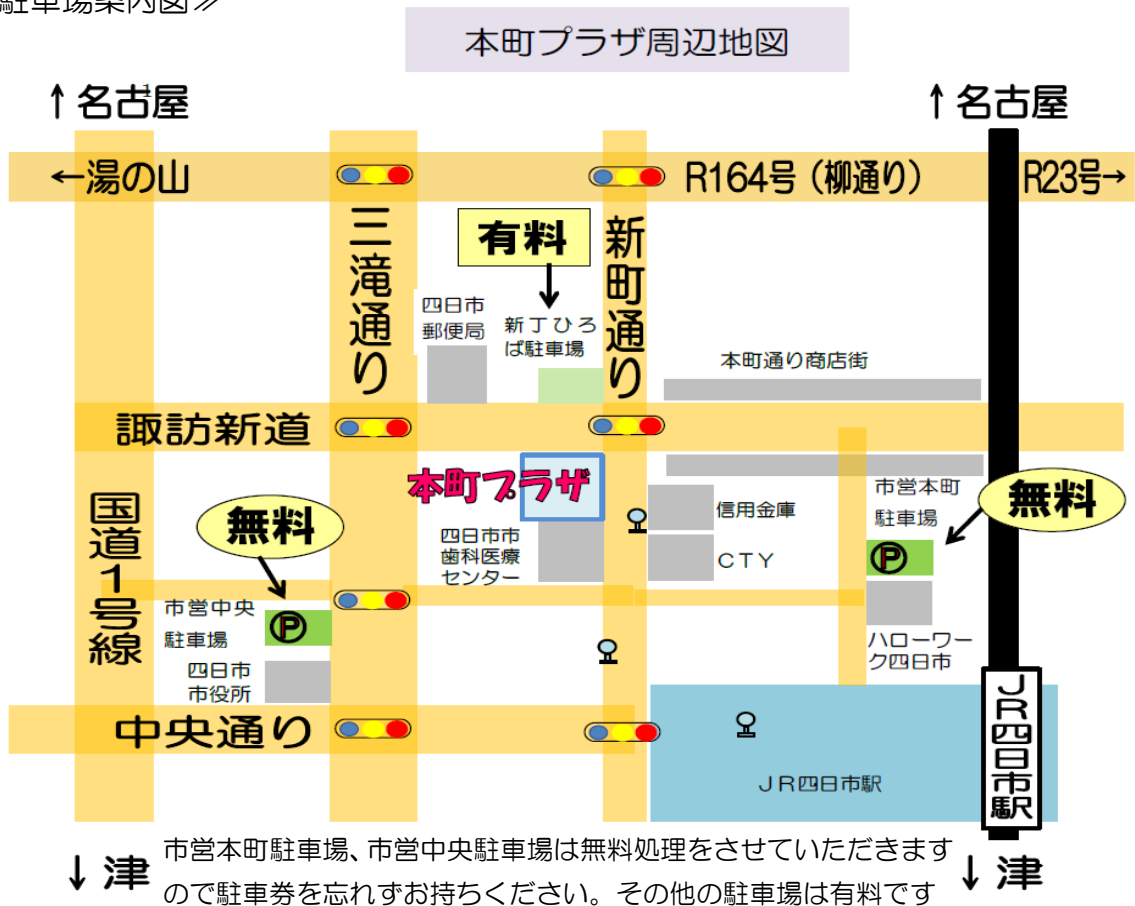 駐車場案内図≫
本町プラザ周辺地図
↑名古屋
↑名古屋
←湯の山
R164号（柳通り）
R23号→
三滝通り
有料
新町通り
四日市
郵便局
新丁ひろ
ば駐車場
本町通り商店街
諏訪新道
本町プラザ
国道1号線
無料
信用金庫
市営本町
駐車場
無料
四日市市
歯科医療
センター
CTY
P
市営中央
駐車場
P
ハローワー
ク四日市
四日市
市役所
中央通り
JR四日市駅
JR四日市駅
↓津
市営本町駐車場、市営中央駐車場は無料処理をさせていただきます
ので駐車券を忘れずお持ちください。その他の駐車場は有料です
↓津